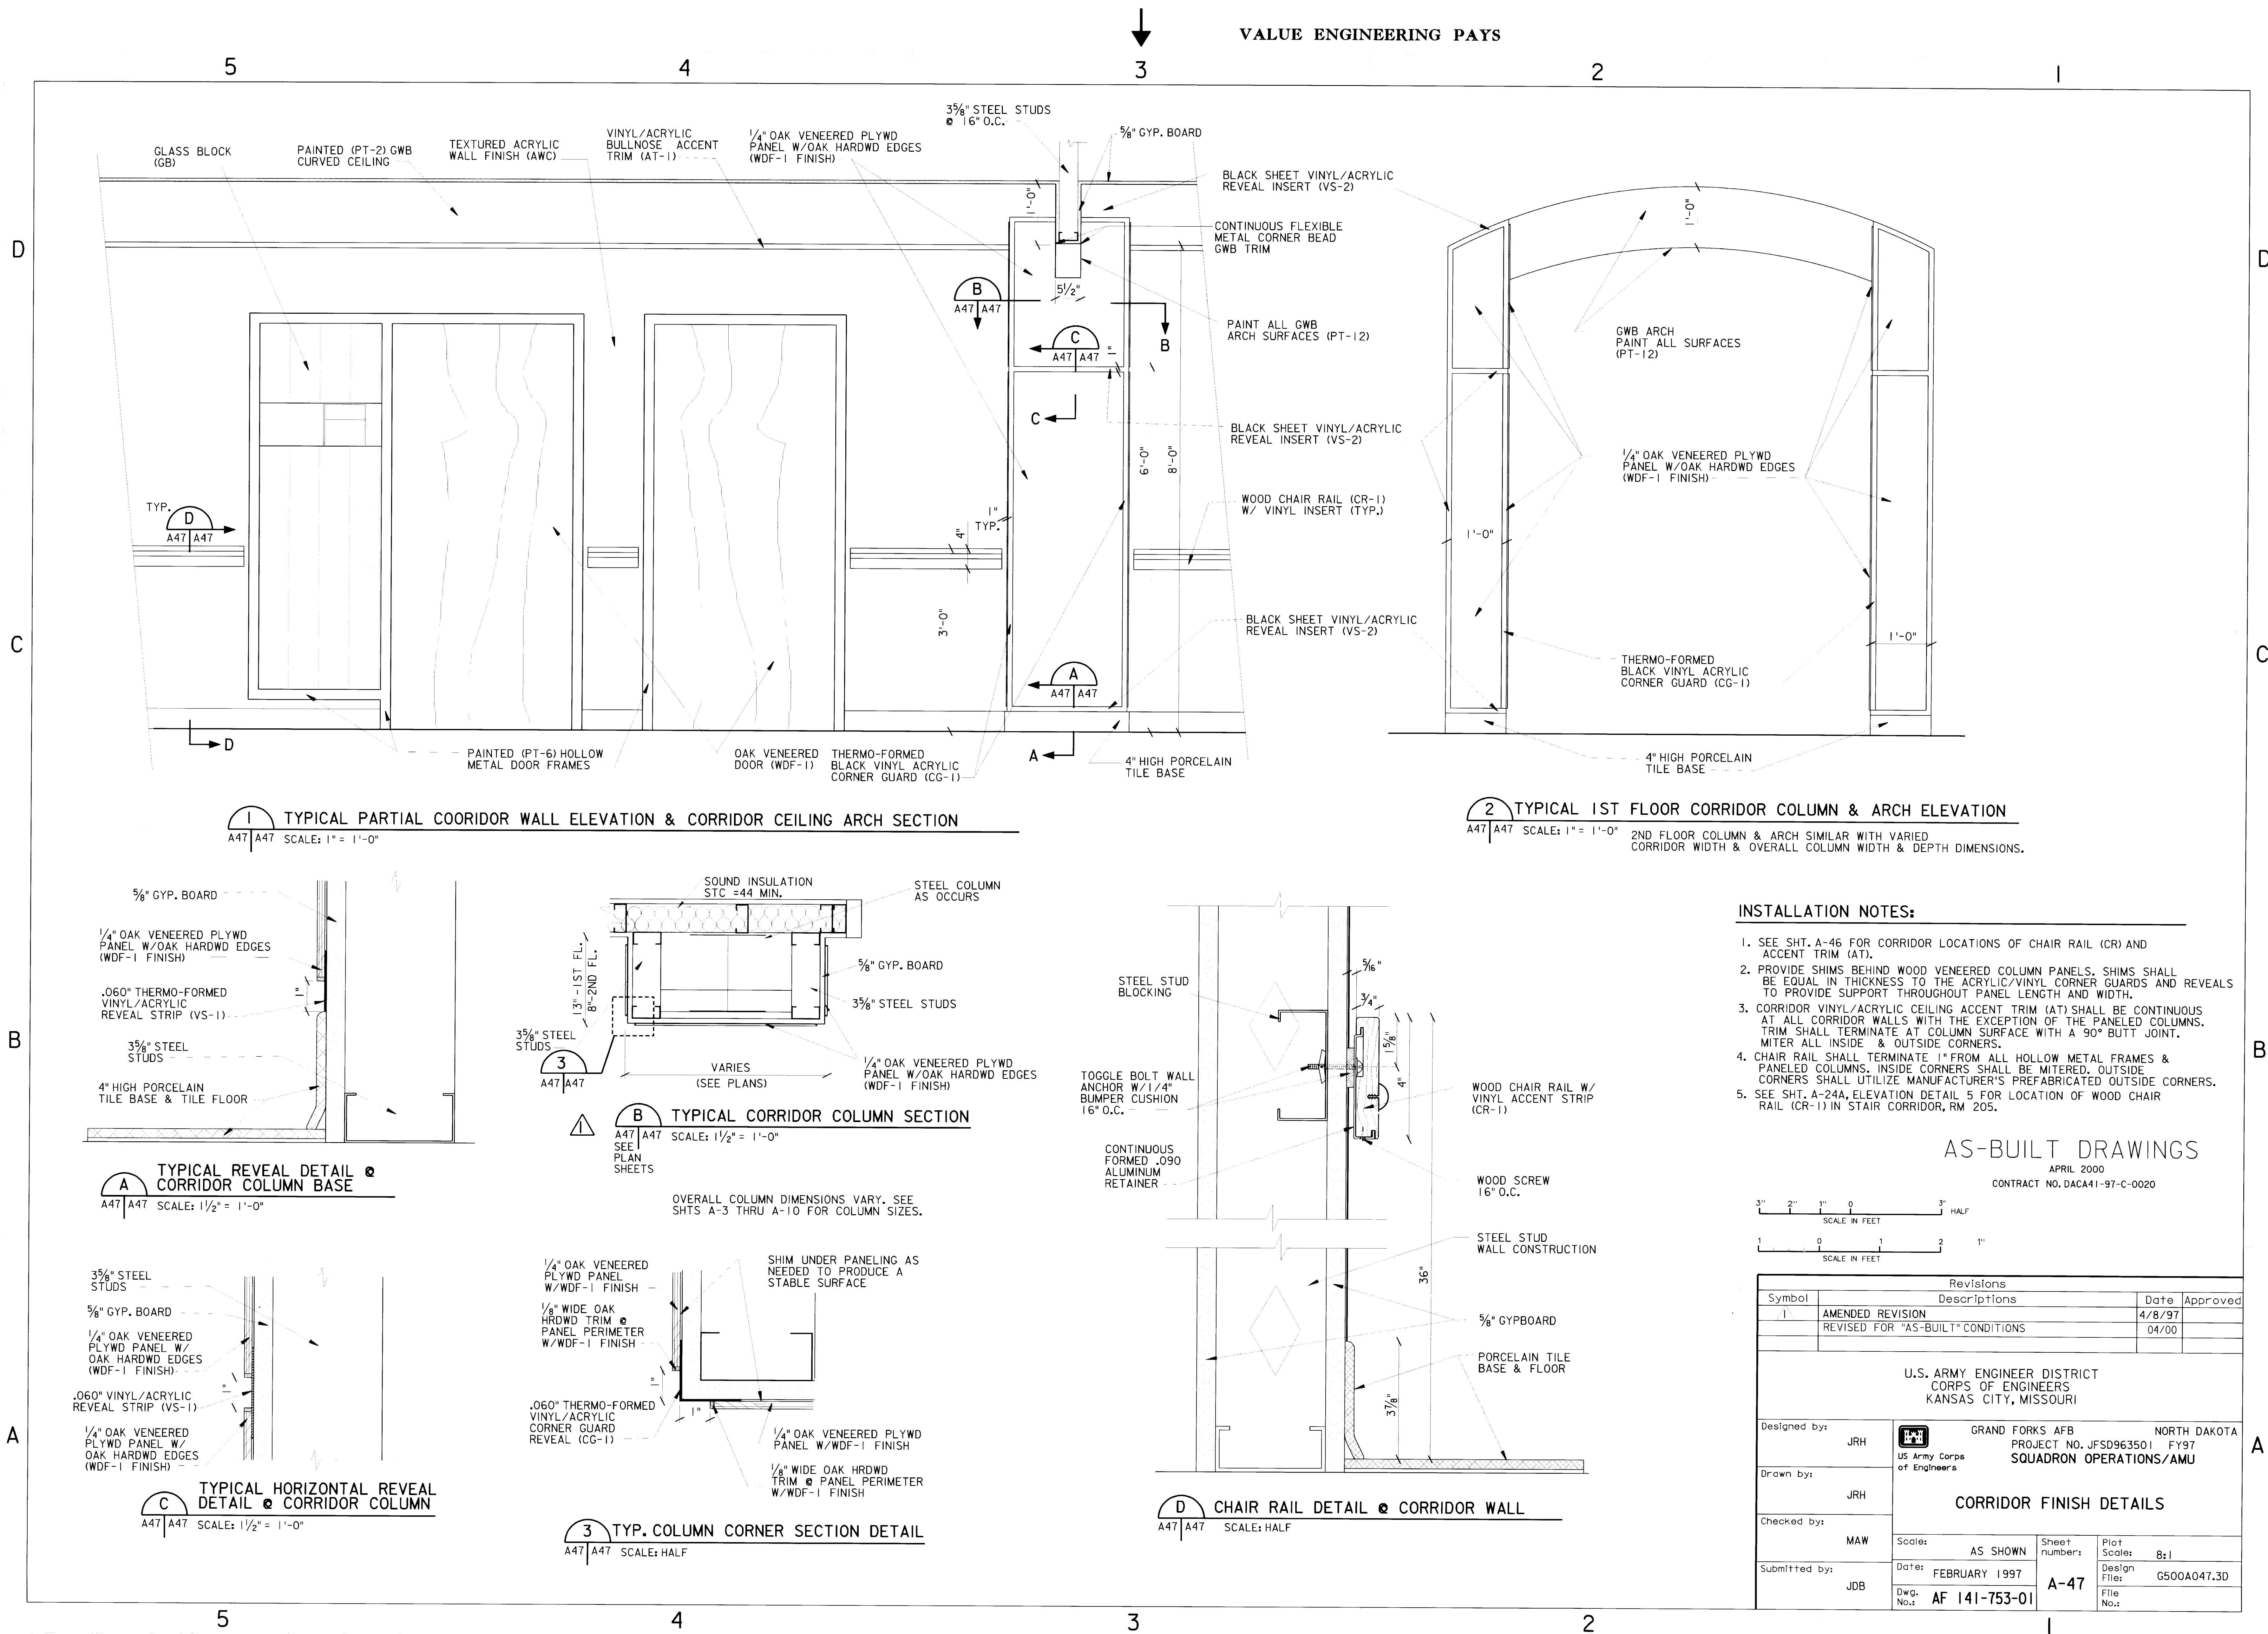 VALUE ENGINEERING PAYS
5
4
3
2
1
D
D
C
C
B
B
A
A
GLASS BLOCK
(GB)
PAINTED (PT-2) GWB
CURVED CEILING
TEXTURED ACRYLIC
WALL FINISH (AWC)
VINYL/ACRYLIC
BULLNOSE ACCENT
TRIM (AT-1)
1/4" OAK VENEERED PLYWD
PANEL W/OAK HARDWD EDGES
(WDF-1 FINISH)
3 5/8" STEEL STUDS
@ 16" O.C.
5/8" GYP. BOARD
BLACK SHEET VINYL/ACRYLIC
REVEAL INSERT (VS-2)
CONTINUOUS FLEXIBLE
METAL CORNER BEAD
GWB TRIM
1'-0"
5 1/2"
B
A47 A47
B
C
A47 A47
1"
C
PAINT ALL GWB
ARCH SURFACES (PT-12)
BLACK SHEET VINYL/ACRYLIC
REVEAL INSERT (VS-2)
6'-0"
8'-0"
WOOD CHAIR RAIL (CR-1)
W/ VINYL INSERT (TYP.)
TYP.
D
A47 A47
D
1"
TYP.
4"
3'-0"
BLACK SHEET VINYL/ACRYLIC
REVEAL INSERT (VS-2)
A
A47 A47
A
PAINTED (PT-6) HOLLOW
METAL DOOR FRAMES
OAK VENEERED
DOOR (WDF-1)
THERMO-FORMED
BLACK VINYL ACRYLIC
CORNER GUARD (CG-1)
4" HIGH PORCELAIN
TILE BASE
1 TYPICAL PARTIAL COORIDOR WALL ELEVATION & CORRIDOR CEILING ARCH SECTION
A47 A47 SCALE: 1" = 1'-0"
1'-0"
GWB ARCH
PAINT ALL SURFACES
(PT-12)
1/4" OAK VENEERED PLYWD
PANEL W/OAK HARDWD EDGES
(WDF-1 FINISH)
1'-0"
1'-0"
THERMO-FORMED
BLACK VINYL ACRYLIC
CORNER GUARD (CG-1)
4" HIGH PORCELAIN
TILE BASE
2 TYPICAL 1ST FLOOR CORRIDOR COLUMN & ARCH ELEVATION
A47 A47 SCALE: 1" = 1'-0"
2ND FLOOR COLUMN & ARCH SIMILAR WITH VARIED
CORRIDOR WIDTH & OVERALL COLUMN WIDTH & DEPTH DIMENSIONS.
5/8" GYP. BOARD
1/4" OAK VENEERED PLYWD
PANEL W/OAK HARDWD EDGES
(WDF-1 FINISH)
.060" THERMO-FORMED
VINYL/ACRYLIC
REVEAL STRIP (VS-1)
1"
3 5/8" STEEL
STUDS
4" HIGH PORCELAIN
TILE BASE & TILE FLOOR
A TYPICAL REVEAL DETAIL @
CORRIDOR COLUMN BASE
A47 A47 SCALE: 1 1/2" = 1'-0"
SOUND INSULATION
STC =44 MIN.
STEEL COLUMN
AS OCCURS
13"-1ST FL.
8"-2ND FL.
5/8" GYP. BOARD
3 5/8" STEEL STUDS
3 5/8" STEEL
STUDS
3
A47 A47
VARIES
(SEE PLANS)
1/4" OAK VENEERED PLYWD
PANEL W/OAK HARDWD EDGES
(WDF-1 FINISH)
1
B TYPICAL CORRIDOR COLUMN SECTION
A47 A47 SCALE: 1 1/2" = 1'-0"
SEE
PLAN
SHEETS
OVERALL COLUMN DIMENSIONS VARY. SEE
SHTS A-3 THRU A-10 FOR COLUMN SIZES.
3 5/8" STEEL
STUDS
5/8" GYP. BOARD
1/4" OAK VENEERED
PLYWD PANEL W/
OAK HARDWD EDGES
(WDF-1 FINISH)
1"
.060" VINYL/ACRYLIC
REVEAL STRIP (VS-1)
1/4" OAK VENEERED
PLYWD PANEL W/
OAK HARDWD EDGES
(WDF-1 FINISH)
C TYPICAL HORIZONTAL REVEAL
DETAIL @ CORRIDOR COLUMN
A47 A47 SCALE: 1 1/2" = 1'-0"
1/4" OAK VENEERED
PLYWD PANEL
W/WDF-1 FINISH
1/8" WIDE OAK
HRDWD TRIM @
PANEL PERIMETER
W/WDF-1 FINISH
SHIM UNDER PANELING AS
NEEDED TO PRODUCE A
STABLE SURFACE
1"
1"
.060" THERMO-FORMED
VINYL/ACRYLIC
CORNER GUARD
REVEAL (CG-1)
1/4" OAK VENEERED PLYWD
PANEL W/WDF-1 FINISH
1/8" WIDE OAK HRDWD
TRIM @ PANEL PERIMETER
W/WDF-1 FINISH
3 TYP. COLUMN CORNER SECTION DETAIL
A47 A47 SCALE: HALF
STEEL STUD
BLOCKING
5/16"
3/4"
1 5/8"
4"
TOGGLE BOLT WALL
ANCHOR W/1/4"
BUMPER CUSHION
16" O.C.
WOOD CHAIR RAIL W/
VINYL ACCENT STRIP
(CR-1)
CONTINUOUS
FORMED .090
ALUMINUM
RETAINER
WOOD SCREW
16" O.C.
STEEL STUD
WALL CONSTRUCTION
36"
5/8" GYPBOARD
PORCELAIN TILE
BASE & FLOOR
3 7/8"
D CHAIR RAIL DETAIL @ CORRIDOR WALL
A47 A47 SCALE: HALF
INSTALLATION NOTES:
1. SEE SHT. A-46 FOR CORRIDOR LOCATIONS OF CHAIR RAIL (CR) AND
ACCENT TRIM (AT).
2. PROVIDE SHIMS BEHIND WOOD VENEERED COLUMN PANELS. SHIMS SHALL
BE EQUAL IN THICKNESS TO THE ACRYLIC/VINYL CORNER GUARDS AND REVEALS
TO PROVIDE SUPPORT THROUGHOUT PANEL LENGTH AND WIDTH.
3. CORRIDOR VINYL/ACRYLIC CEILING ACCENT TRIM (AT) SHALL BE CONTINUOUS
AT ALL CORRIDOR WALLS WITH THE EXCEPTION OF THE PANELED COLUMNS.
TRIM SHALL TERMINATE AT COLUMN SURFACE WITH A 90° BUTT JOINT.
MITER ALL INSIDE & OUTSIDE CORNERS.
4. CHAIR RAIL SHALL TERMINATE 1" FROM ALL HOLLOW METAL FRAMES &
PANELED COLUMNS. INSIDE CORNERS SHALL BE MITERED. OUTSIDE
CORNERS SHALL UTILIZE MANUFACTURER'S PREFABRICATED OUTSIDE CORNERS.
5. SEE SHT. A-24A, ELEVATION DETAIL 5 FOR LOCATION OF WOOD CHAIR
RAIL (CR-1) IN STAIR CORRIDOR, RM 205.
AS-BUILT DRAWINGS
APRIL 2000
CONTRACT NO. DACA41-97-C-0020
3" 2" 1" 0 3" HALF
SCALE IN FEET
1 0 1 2 1"
SCALE IN FEET
Revisions
Symbol Descriptions Date Approved
1 AMENDED REVISION 4/8/97
REVISED FOR "AS-BUILT" CONDITIONS 04/00
U.S. ARMY ENGINEER DISTRICT
CORPS OF ENGINEERS
KANSAS CITY, MISSOURI
Designed by:
JRH
Drawn by:
JRH
Checked by:
MAW
Submitted by:
JDB
US Army Corps
of Engineers
GRAND FORKS AFB NORTH DAKOTA
PROJECT NO. JFSD963501 FY97
SQUADRON OPERATIONS/AMU
CORRIDOR FINISH DETAILS
Scale: AS SHOWN
Date: FEBRUARY 1997
Dwg. No.: AF 141-753-01
Sheet number:
A-47
Plot Scale: 8:1
Design File: G500A047.3D
File No.:
5
4
3
2
1